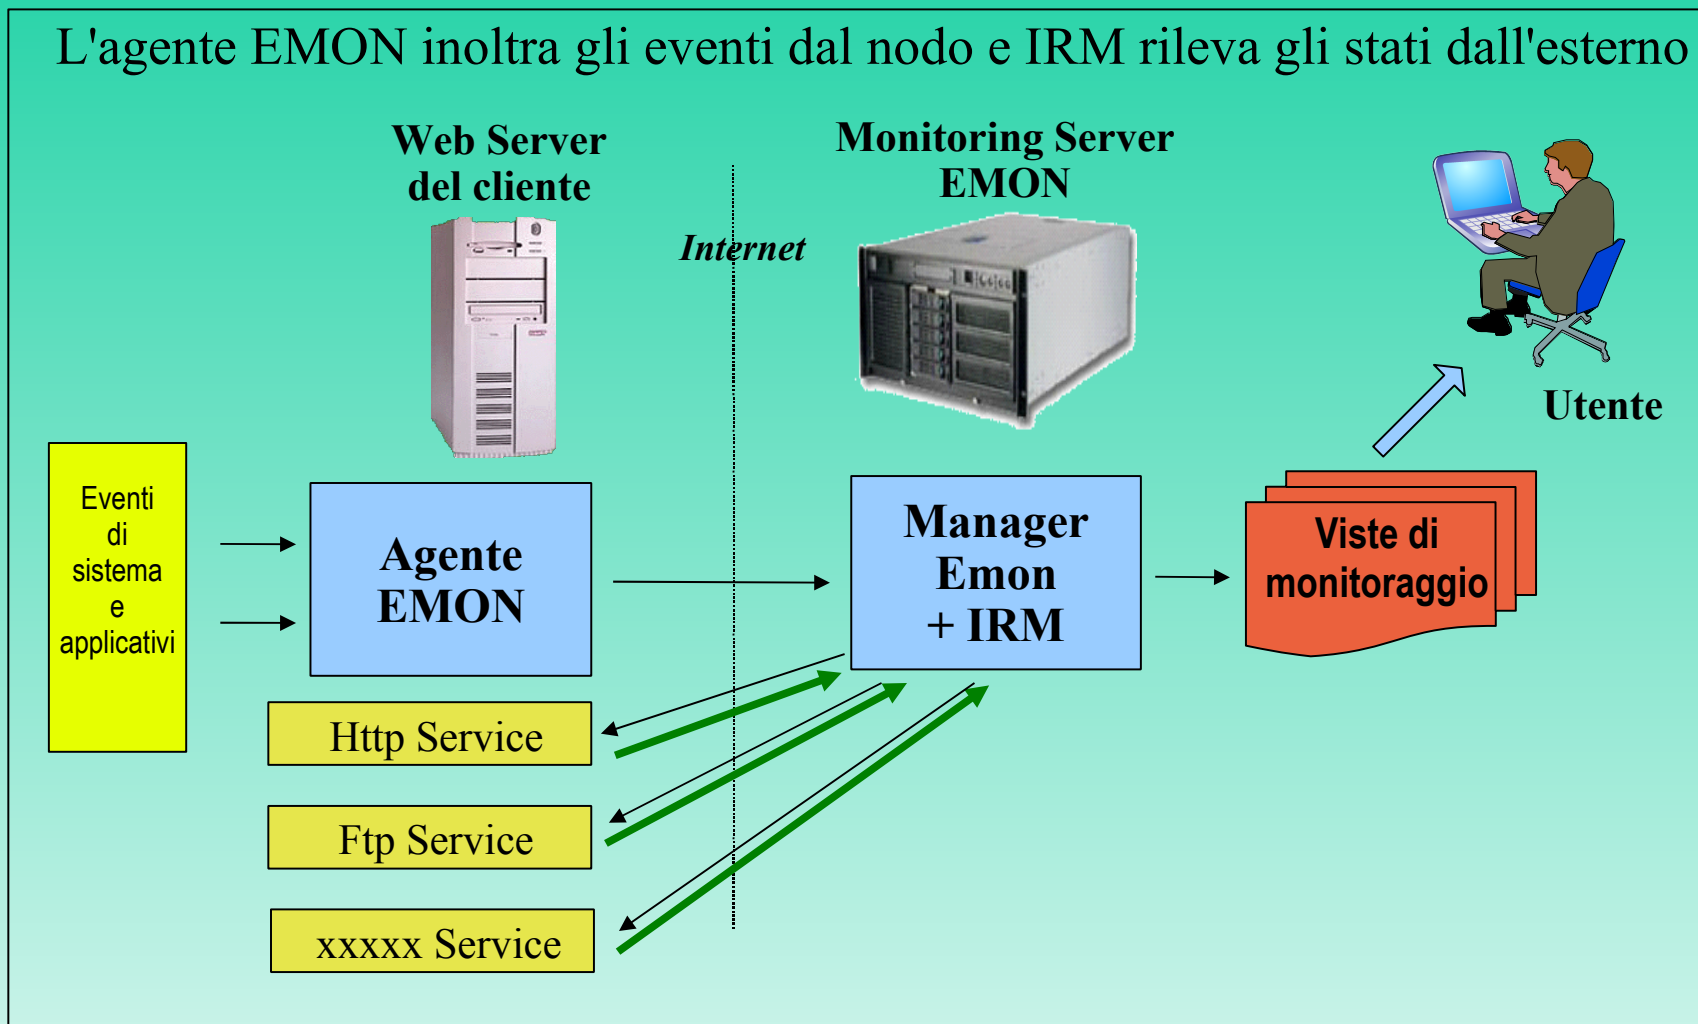 L'agente EMON inoltra gli eventi dal nodo e IRM rileva gli stati dall'esterno
Web Server
del cliente
Internet
Monitoring Server
EMON
Utente
Eventi
di
sistema
e
applicativi
Agente
EMON
Manager
Emon
+ IRM
Viste di
monitoraggio
Http Service
Ftp Service
xxxxx Service